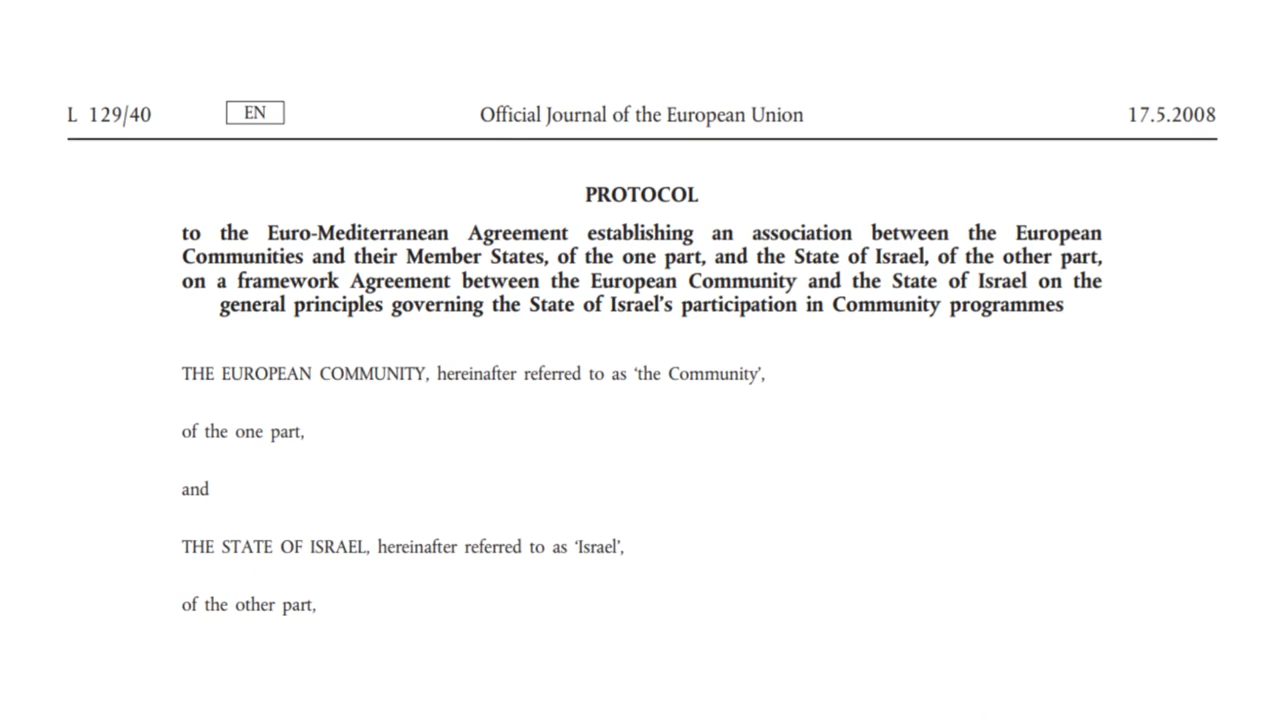 L 129/40 EN Official Journal of the European Union 17.5.2008
PROTOCOL
to the Euro-Mediterranean Agreement establishing an association between the European
Communities and their Member States, of the one part, and the State of Israel, of the other part,
on a framework Agreement between the European Community and the State of Israel on the
general principles governing the State of Israel's participation in Community programmes
THE EUROPEAN COMMUNITY, hereinafter referred to as ‘the Community’,
of the one part,
and
THE STATE OF ISRAEL, hereinafter referred to as ‘Israel’,
of the other part,